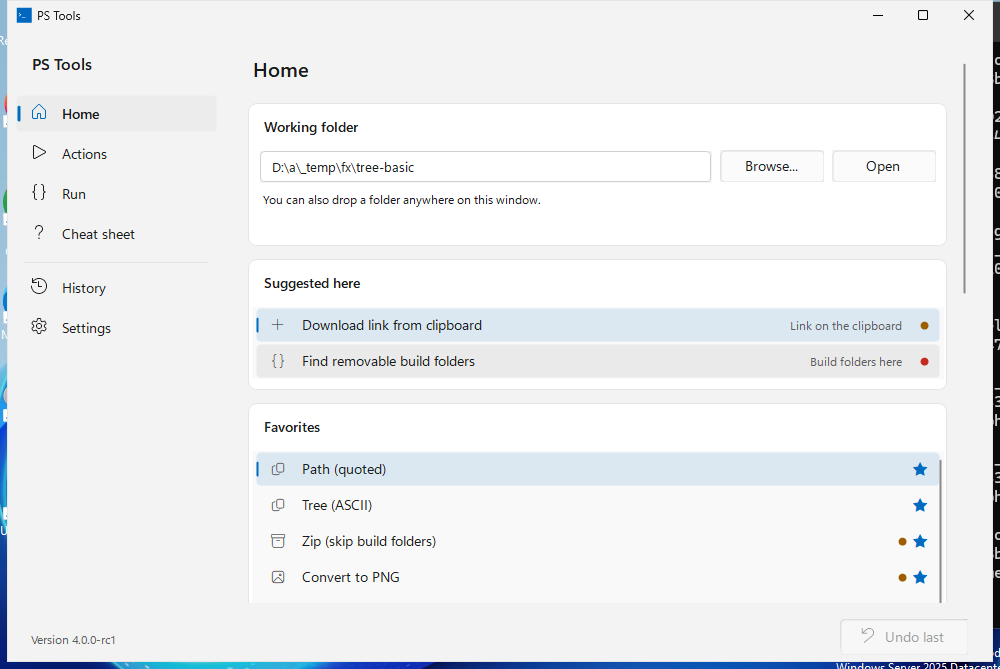 PS Tools
PS Tools
Home
Actions
{} Run
? Cheat sheet
History
Settings
Version 4.0.0-rc1
Home
Working folder
D:\a\_temp\fx\tree-basic
Browse...
Open
You can also drop a folder anywhere on this window.
Suggested here
Download link from clipboard
Link on the clipboard
{} Find removable build folders
Build folders here
Favorites
Path (quoted)
Tree (ASCII)
Zip (skip build folders)
Convert to PNG
Undo last
Windows Server 2025 Datacent